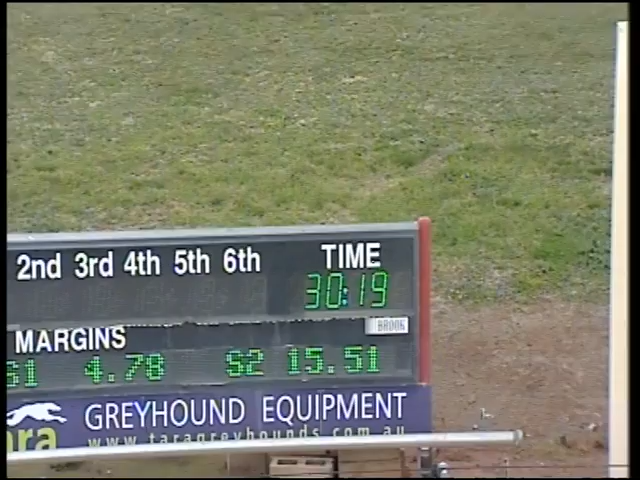 2nd 3rd 4th 5th 6th TIME
30:19
BROOK
MARGINS
4.78 S2 15.51
GREYHOUND EQUIPMENT
www.taragreyhounds.com.au